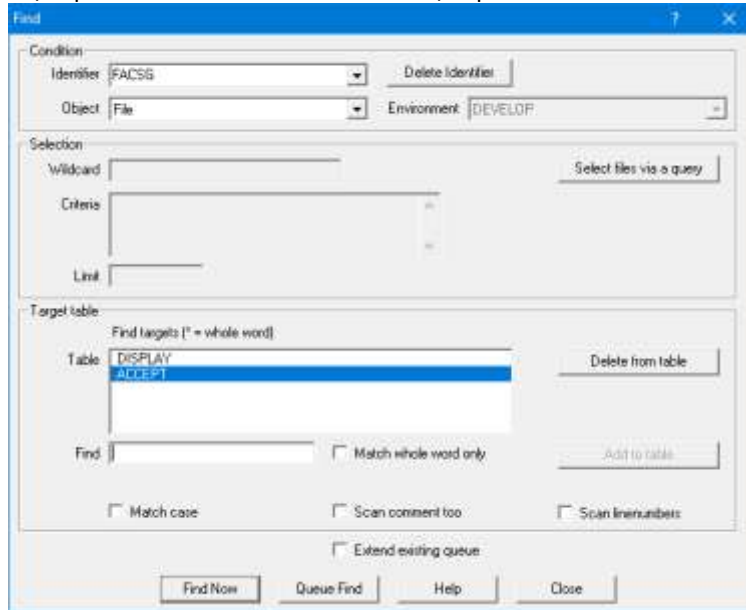 Find ? ×
Condition
Identifier FACSG Delete Identifier
Object File Environment DEVELOP
Selection
Wildcard Select files via a query
Criteria
Limit
Target table
Find targets (* = whole word)
Table DISPLAY Delete from table
ACCEPT
Find Match whole word only Add to table
Match case Scan comment too Scan linenumbers
Extend existing queue
Find Now Queue Find Help Close